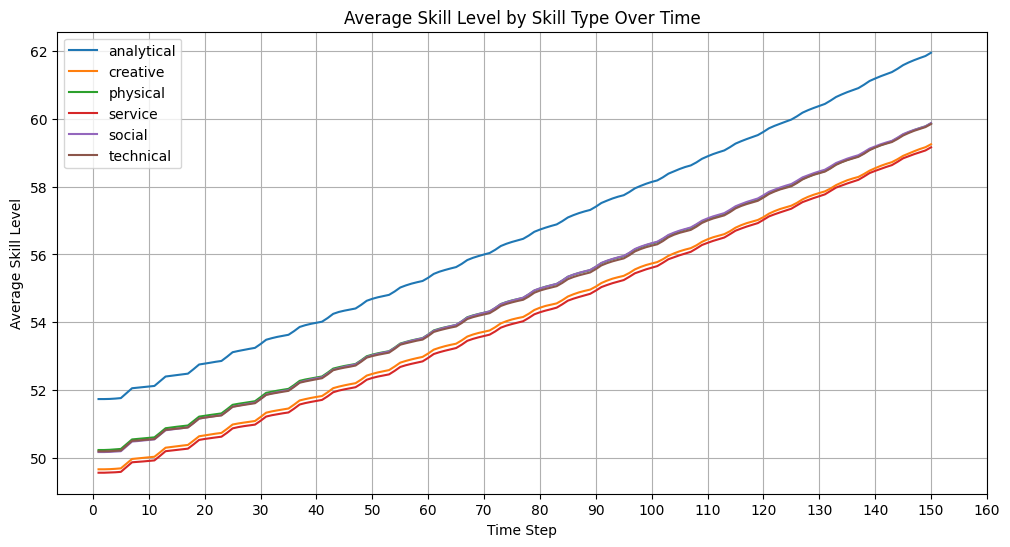 Average Skill Level by Skill Type Over Time
Average Skill Level
62
60
58
56
54
52
50
analytical
creative
physical
service
social
technical
0 10 20 30 40 50 60 70 80 90 100 110 120 130 140 150 160
Time Step